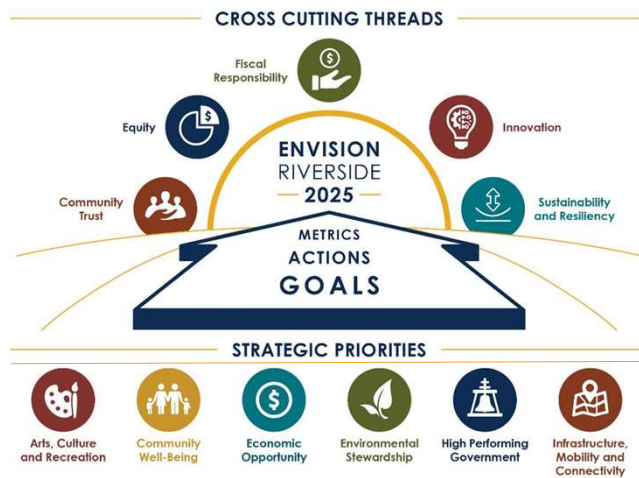 CROSS CUTTING THREADS
Fiscal
Responsibility
$
Equity
$
Innovation
ENVISION
RIVERSIDE
2025
Community
Trust
Sustainability
and Resiliency
METRICS
ACTIONS
GOALS
STRATEGIC PRIORITIES
$
Arts, Culture
and Recreation
Community
Well-Being
Economic
Opportunity
Environmental
Stewardship
High Performing
Government
Infrastructure,
Mobility and
Connectivity